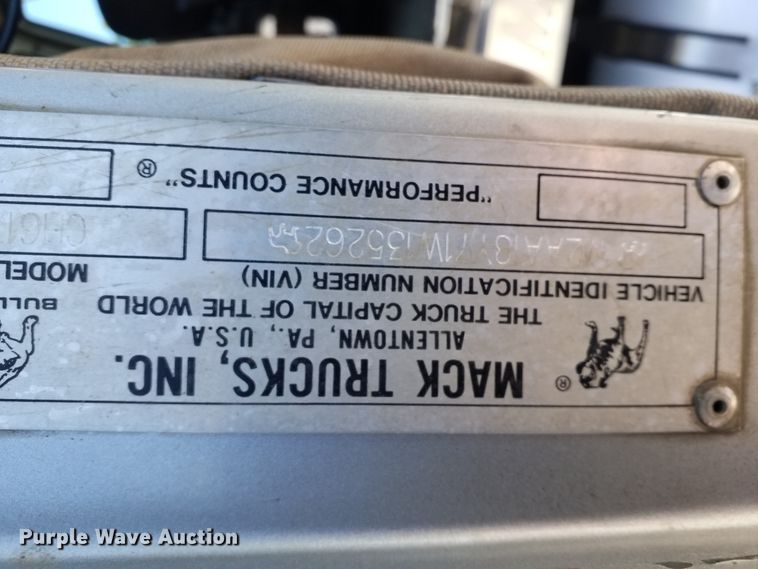 MACK TRUCKS, INC.
®
ALLENTOWN, PA., U.S.A.
THE TRUCK CAPITAL OF THE WORLD
BULL
VEHICLE IDENTIFICATION NUMBER (VIN)
MODEL
"PERFORMANCE COUNTS" ®
Purple Wave Auction